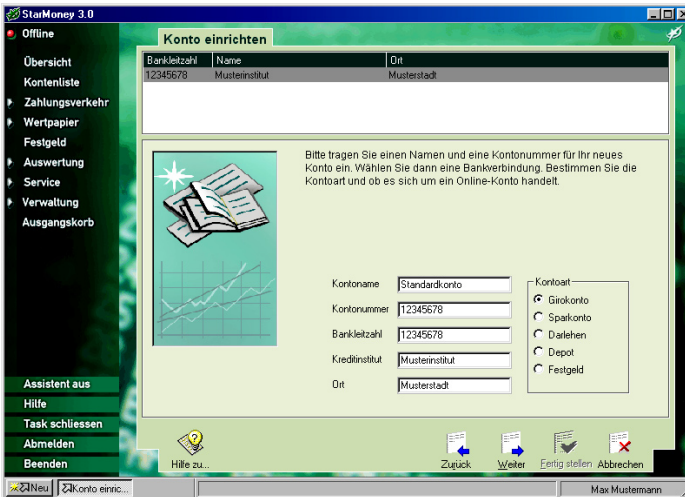 StarMoney 3.0
Offline
Konto einrichten
Übersicht
Kontenliste
Zahlungsverkehr
Wertpapier
Festgeld
Auswertung
Service
Verwaltung
Ausgangskorb
Bankleitzahl Name Ort
12345678 Musterinstitut Musterstadt
Bitte tragen Sie einen Namen und eine Kontonummer für Ihr neues
Konto ein. Wählen Sie dann eine Bankverbindung. Bestimmen Sie die
Kontoart und ob es sich um ein Online-Konto handelt.
Kontoname Standardkonto
Kontonummer 12345678
Bankleitzahl 12345678
Kreditinstitut Musterinstitut
Ort Musterstadt
Kontoart
Girokonto
Sparkonto
Darlehen
Depot
Festgeld
Assistent aus
Hilfe
Task schliessen
Abmelden
Beenden
Hilfe zu...
Zurück Weiter Fertig stellen Abbrechen
Neu Konto einric... Max Mustermann